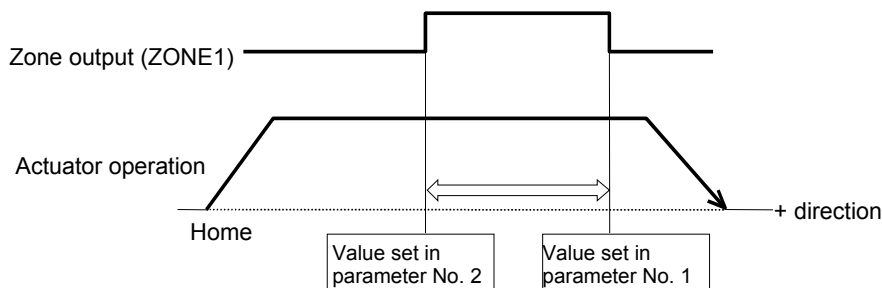 Zone output (ZONE1)
Actuator operation
+ direction
Home
Value set in
parameter No. 2
Value set in
parameter No. 1